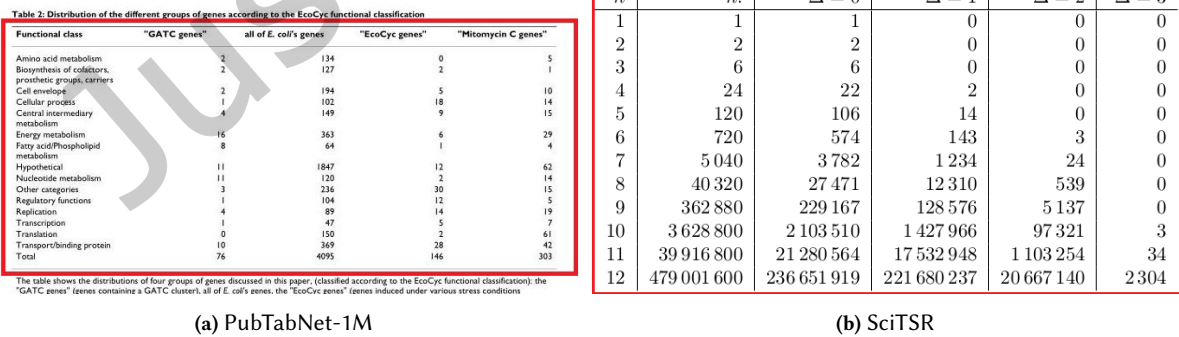 Table 2: Distribution of the different groups of genes according to the EcoCyc functional classification
Functional class "GATC genes" all of E. coli's genes "EcoCyc genes" "Mitomycin C genes"
Amino acid metabolism 2 134 0 5
Biosynthesis of cofactors, 2 127 2 1
prosthetic groups, carriers
Cell envelope 2 194 5 10
Cellular process 1 102 18 14
Central intermediary 4 149 9 15
metabolism
Energy metabolism 16 363 6 29
Fatty acid/Phospholipid 8 64 1 4
metabolism
Hypothetical 11 1847 12 62
Nucleotide metabolism 11 120 2 14
Other categories 3 236 30 15
Regulatory functions 1 104 12 5
Replication 4 89 14 19
Transcription 1 47 5 7
Translation 0 150 2 61
Transport/binding protein 10 369 28 42
Total 76 4095 146 303
The table shows the distributions of four groups of genes discussed in this paper, (classified according to the EcoCyc functional classification): the
"GATC genes" (genes containing a GATC cluster), all of E. coli's genes, the "EcoCyc genes" (genes induced under various stress conditions
Jus
(a) PubTabNet-1M
1 1 1 0 0 0
2 2 2 0 0 0
3 6 6 0 0 0
4 24 22 2 0 0
5 120 106 14 0 0
6 720 574 143 3 0
7 5 040 3 782 1 234 24 0
8 40 320 27 471 12 310 539 0
9 362 880 229 167 128 576 5 137 0
10 3 628 800 2 103 510 1 427 966 97 321 3
11 39 916 800 21 280 564 17 532 948 1 103 254 34
12 479 001 600 236 651 919 221 680 237 20 667 140 2 304
(b) SciTSR